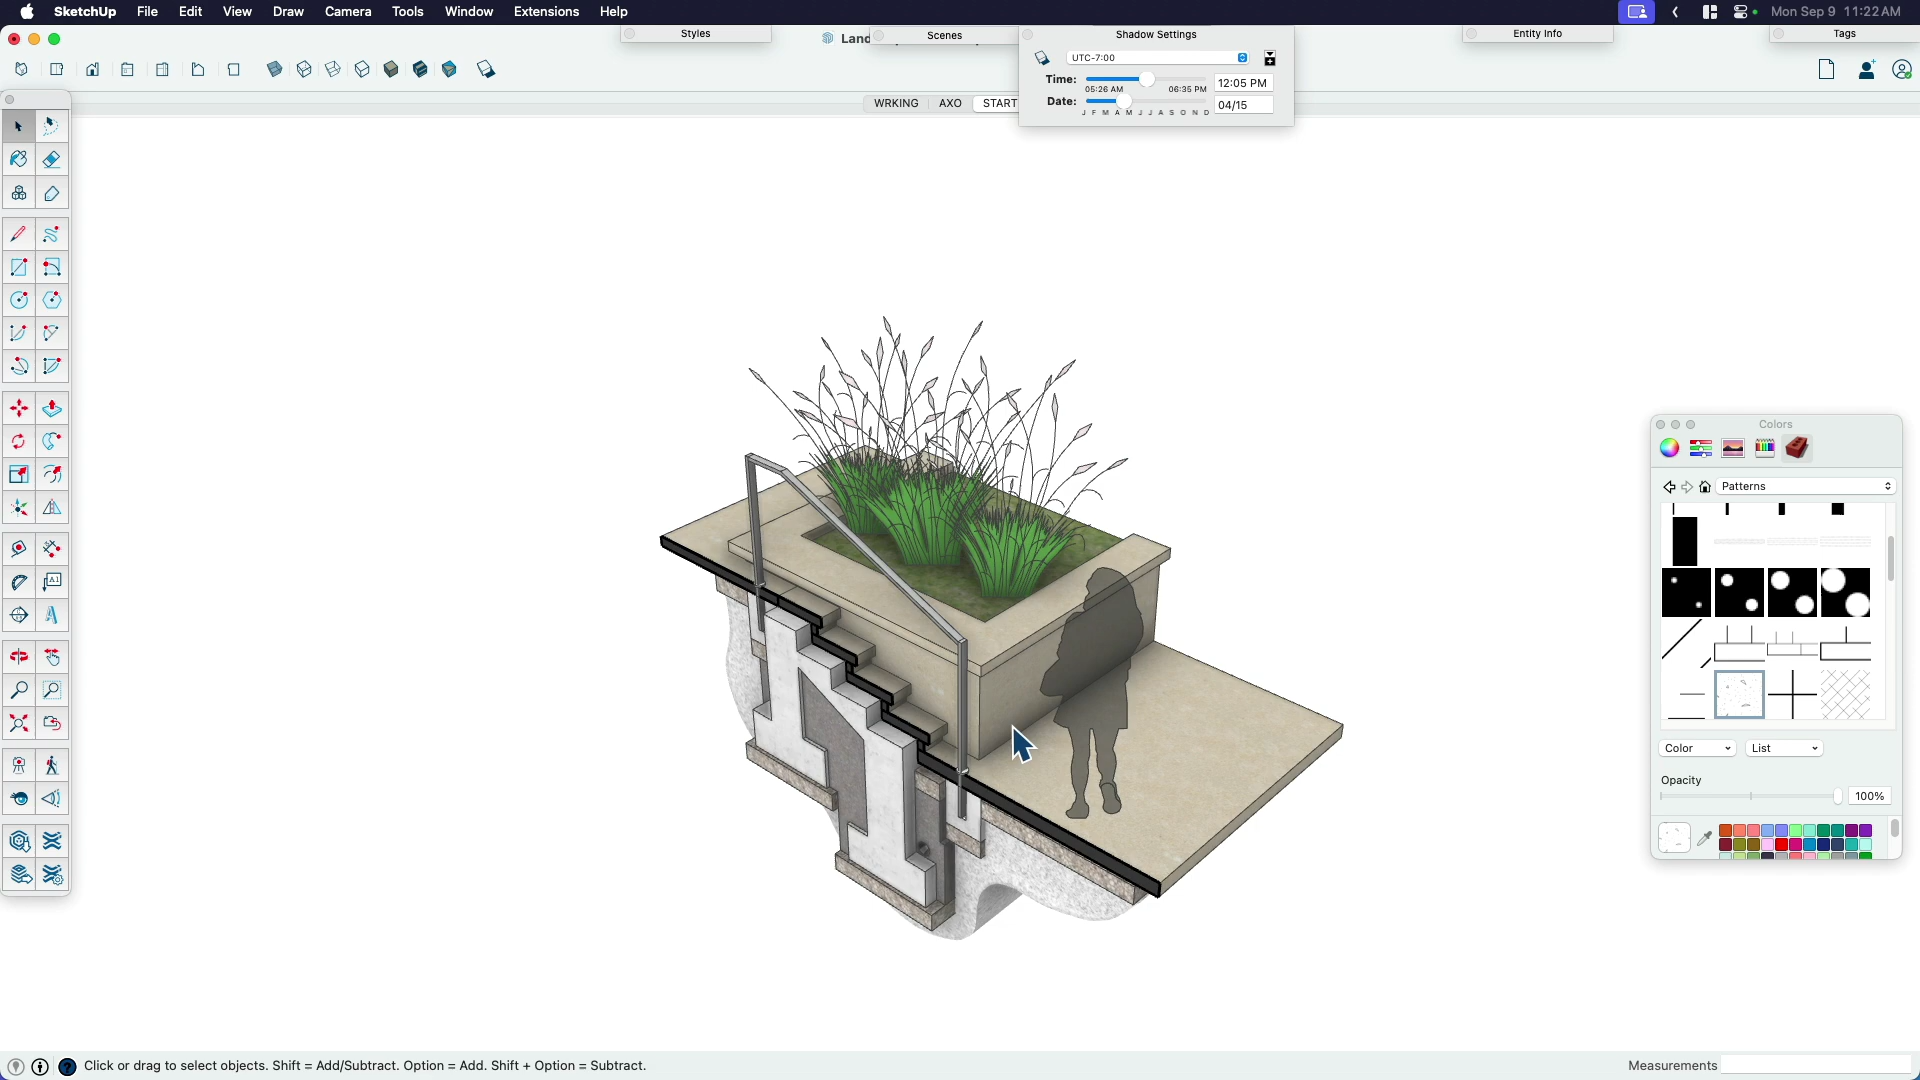 SketchUp File Edit View Draw Camera Tools Window Extensions Help Mon Sep 9 11:22 AM
Styles
Scenes
Shadow Settings
Entity Info
Tags
UTC-7:00
Time: 12:05 PM
05:26 AM 06:35 PM
Date: 04/15
J F M A M J J A S O N D
WRKING AXO START
A1
Colors
Patterns
Color List
Opacity
100%
Click or drag to select objects. Shift = Add/Subtract. Option = Add. Shift + Option = Subtract.
Measurements